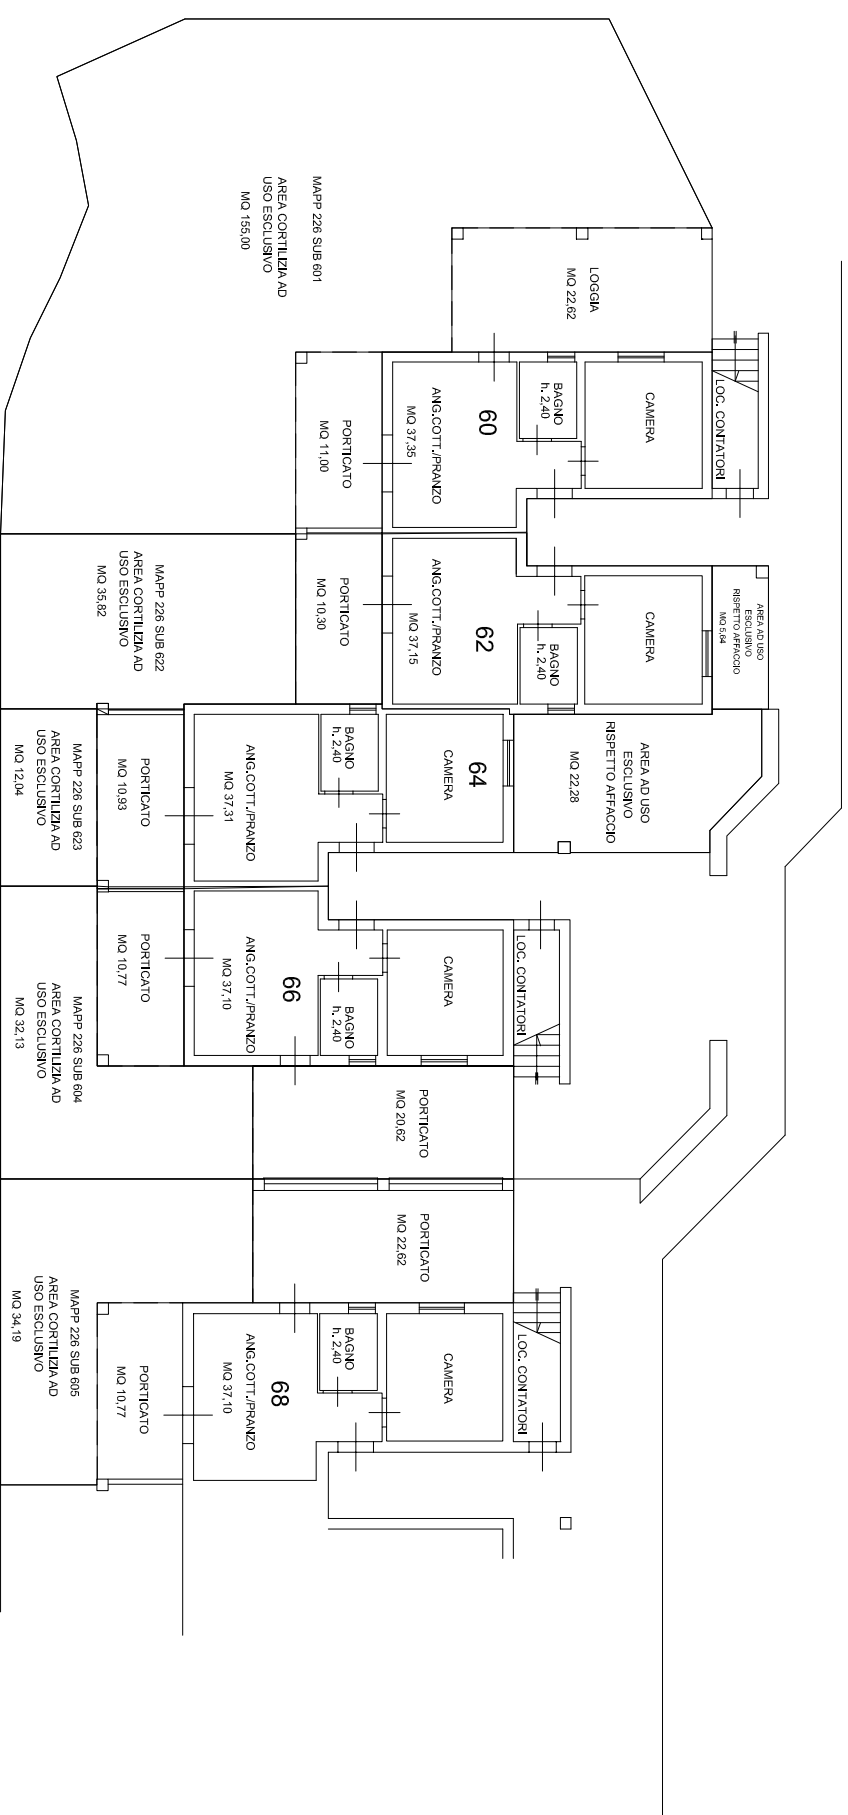 MAPP 226 SUB 601
AREA CORTILIZIA AD
USO ESCLUSIVO
MQ 155,00
LOGGIA
MQ 22,62
LOC. CONTATORI
CAMERA
BAGNO
h. 2,40
60
ANG.COTT./PRANZO
MQ 37,35
PORTICATO
MQ 11,00
AREA AD USO
ESCLUSIVO
RISPETTO AFFACCIO
MQ 5,64
CAMERA
BAGNO
h. 2,40
62
ANG.COTT./PRANZO
MQ 37,15
PORTICATO
MQ 10,30
MAPP 226 SUB 622
AREA CORTILIZIA AD
USO ESCLUSIVO
MQ 35,82
AREA AD USO
ESCLUSIVO
RISPETTO AFFACCIO
MQ 22,28
64
CAMERA
BAGNO
h. 2,40
ANG.COTT./PRANZO
MQ 37,31
PORTICATO
MQ 10,93
MAPP 226 SUB 623
AREA CORTILIZIA AD
USO ESCLUSIVO
MQ 12,04
LOC. CONTATORI
CAMERA
BAGNO
h. 2,40
66
ANG.COTT./PRANZO
MQ 37,10
PORTICATO
MQ 10,77
MAPP 226 SUB 604
AREA CORTILIZIA AD
USO ESCLUSIVO
MQ 32,13
PORTICATO
MQ 20,62
PORTICATO
MQ 22,62
LOC. CONTATORI
CAMERA
BAGNO
h. 2,40
68
ANG.COTT./PRANZO
MQ 37,10
PORTICATO
MQ 10,77
MAPP 226 SUB 605
AREA CORTILIZIA AD
USO ESCLUSIVO
MQ 34,19